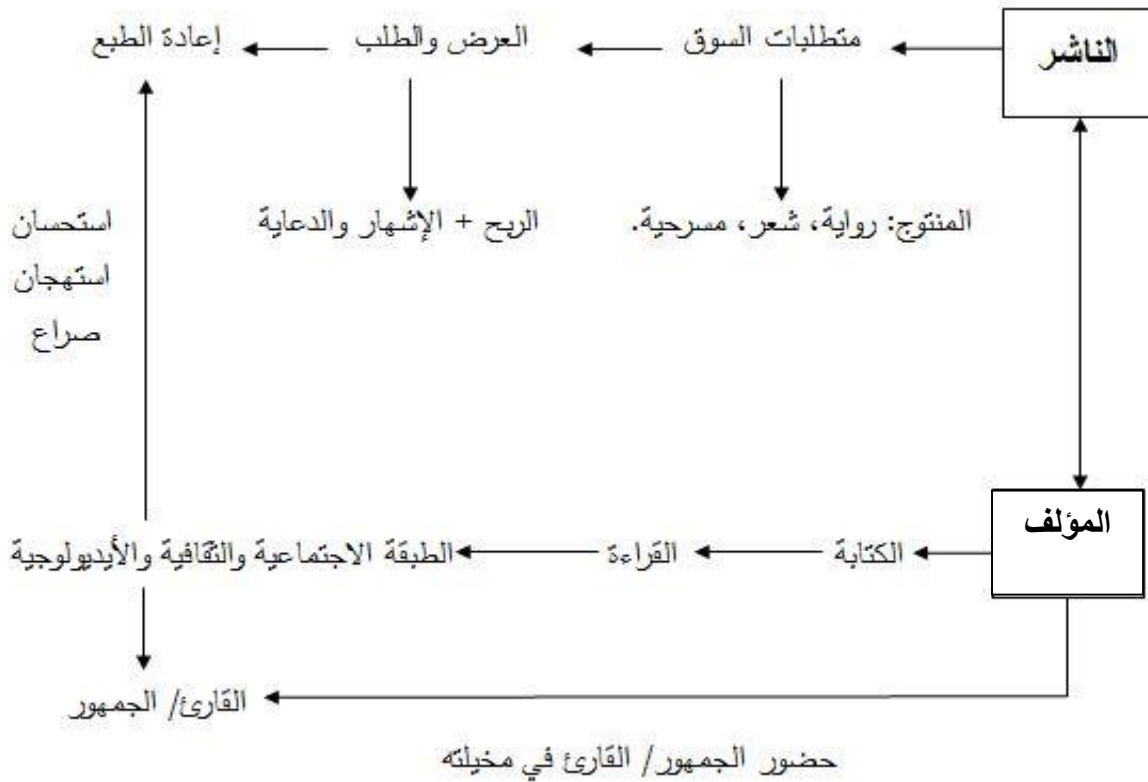 الناشر
متطلبات السوق
العرض والطلب
إعادة الطبع
المنتوج: رواية، شعر، مسرحية.
الربح + الإشهار والدعاية
استحسان
استهجان
صراع
المؤلف
الكتابة
القراءة
الطبقة الاجتماعية والثقافية والأيديولوجية
القارئ/ الجمهور
حضور الجمهور/ القارئ في مخيلته